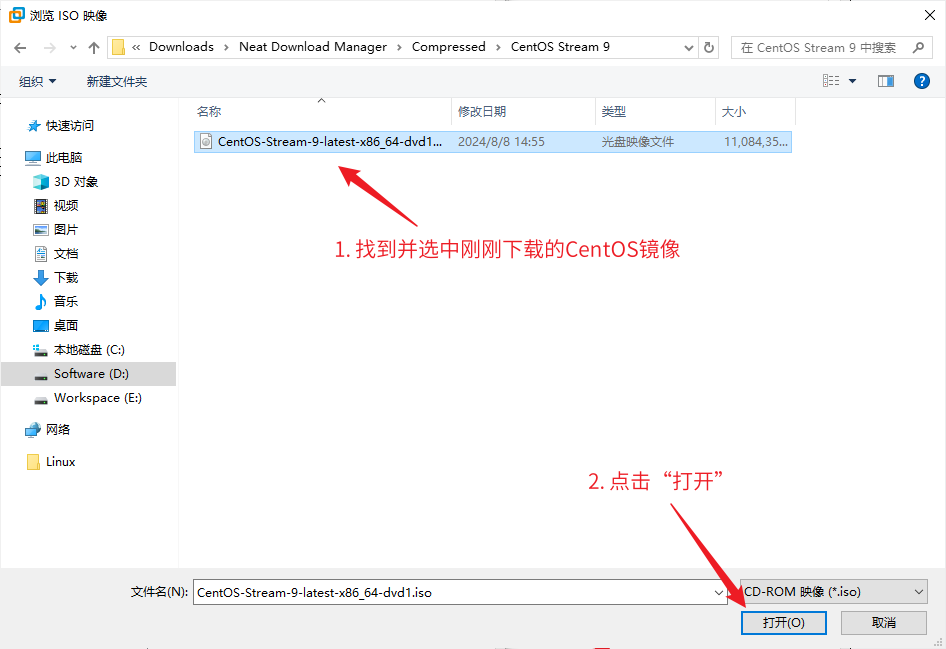 浏览 ISO 映像
« Downloads › Neat Download Manager › Compressed › CentOS Stream 9
在 CentOS Stream 9 中搜索
组织 新建文件夹
名称 修改日期 类型 大小
CentOS-Stream-9-latest-x86_64-dvd1... 2024/8/8 14:55 光盘映像文件 11,084,35...
快速访问
此电脑
3D 对象
视频
图片
文档
下载
音乐
桌面
本地磁盘 (C:)
Software (D:)
Workspace (E:)
网络
Linux
1. 找到并选中刚刚下载的CentOS镜像
2. 点击“打开”
文件名(N): CentOS-Stream-9-latest-x86_64-dvd1.iso CD-ROM 映像 (*.iso)
打开(O) 取消